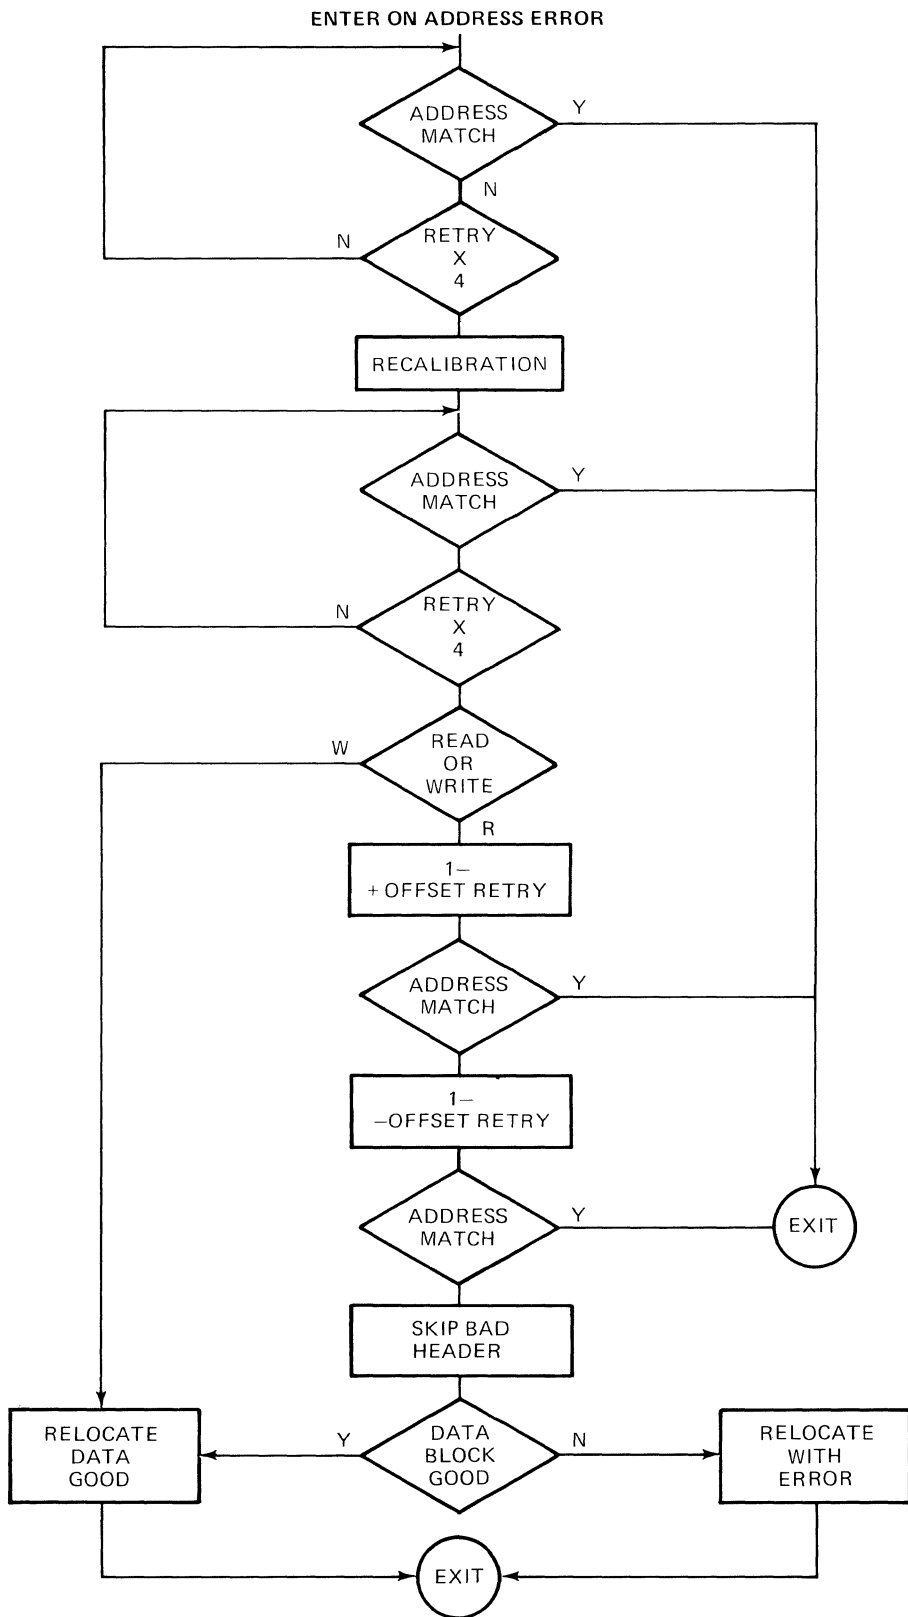 ENTER ON ADDRESS ERROR
ADDRESS
MATCH
Y
N
RETRY
X
4
N
RECALIBRATION
ADDRESS
MATCH
Y
RETRY
X
4
N
READ
OR
WRITE
W
R
1–
+ OFFSET RETRY
ADDRESS
MATCH
Y
1–
–OFFSET RETRY
ADDRESS
MATCH
Y
EXIT
SKIP BAD
HEADER
RELOCATE
DATA
GOOD
Y
DATA
BLOCK
GOOD
N
RELOCATE
WITH
ERROR
EXIT